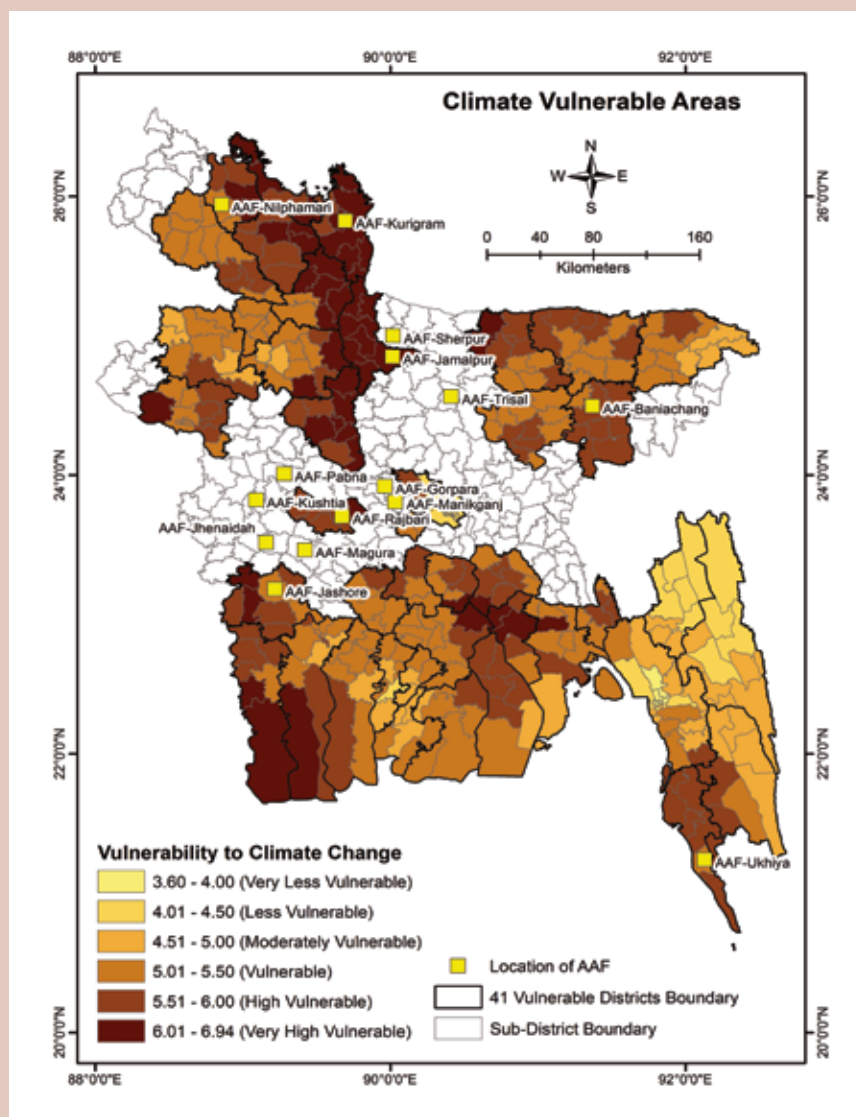 88°0'0"E
90°0'0"E
92°0'0"E
Climate Vulnerable Areas
N
W
E
S
26°0'0"N
26°0'0"N
AAF-Nilphamari
AAF-Kurigram
0 40 80 160
Kilometers
AAF-Sherpur
AAF-Jamalpur
AAF-Trisal
AAF-Baniachang
24°0'0"N
24°0'0"N
AAF-Pabna
AAF-Gorpara
AAF-Kushtia
AAF-Manikganj
AAF-Rajbari
AAF-Jhenaidah
AAF-Magura
AAF-Jashore
22°0'0"N
22°0'0"N
AAF-Ukhiya
Vulnerability to Climate Change
3.60 - 4.00 (Very Less Vulnerable)
4.01 - 4.50 (Less Vulnerable)
4.51 - 5.00 (Moderately Vulnerable)
5.01 - 5.50 (Vulnerable)
5.51 - 6.00 (High Vulnerable)
6.01 - 6.94 (Very High Vulnerable)
Location of AAF
41 Vulnerable Districts Boundary
Sub-District Boundary
20°0'0"N
20°0'0"N
88°0'0"E
90°0'0"E
92°0'0"E